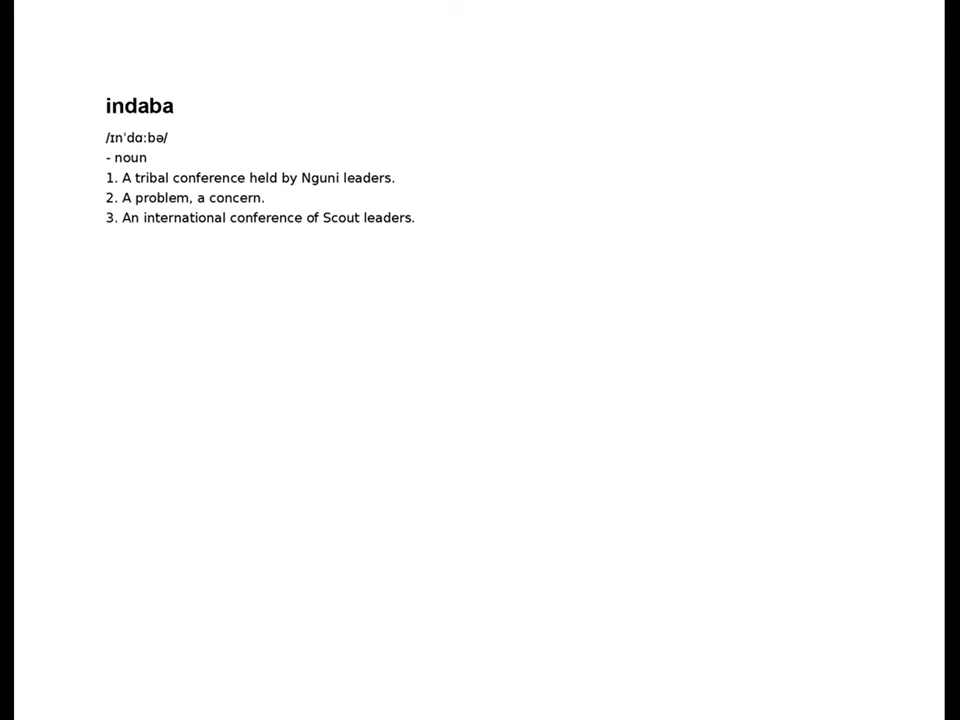 indaba
/ɪnˈdɑːbə/
- noun
1. A tribal conference held by Nguni leaders.
2. A problem, a concern.
3. An international conference of Scout leaders.